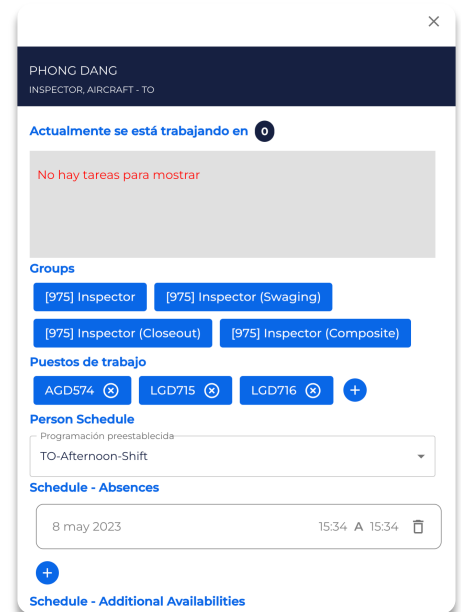 PHONG DANG
INSPECTOR, AIRCRAFT - TO
Actualmente se está trabajando en 0
No hay tareas para mostrar
Groups
[975] Inspector [975] Inspector (Swaging)
[975] Inspector (Closeout) [975] Inspector (Composite)
Puestos de trabajo
AGD574 LGD715 LGD716
Person Schedule
Programación preestablecida
TO-Afternoon-Shift
Schedule - Absences
8 may 2023 15:34 A 15:34
Schedule - Additional Availabilities